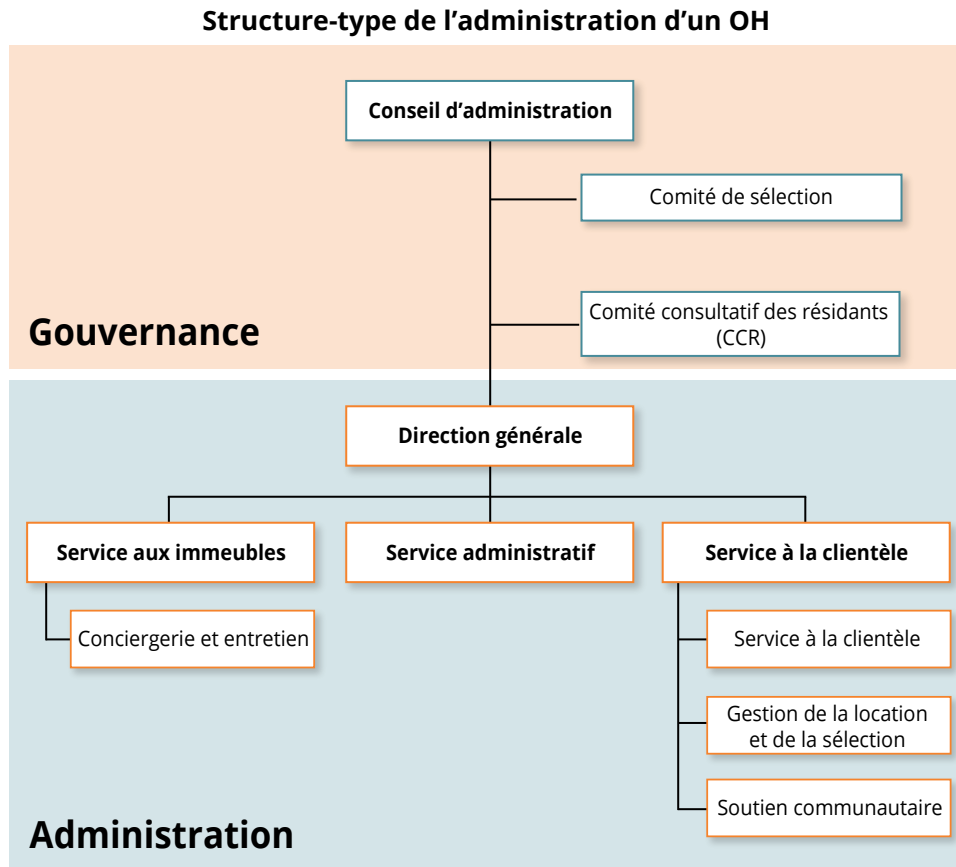 Structure-type de l’administration d’un OH
Conseil d’administration
Comité de sélection
Comité consultatif des résidants
(CCR)
Gouvernance
Direction générale
Service aux immeubles
Service administratif
Service à la clientèle
Conciergerie et entretien
Service à la clientèle
Gestion de la location
et de la sélection
Soutien communautaire
Administration